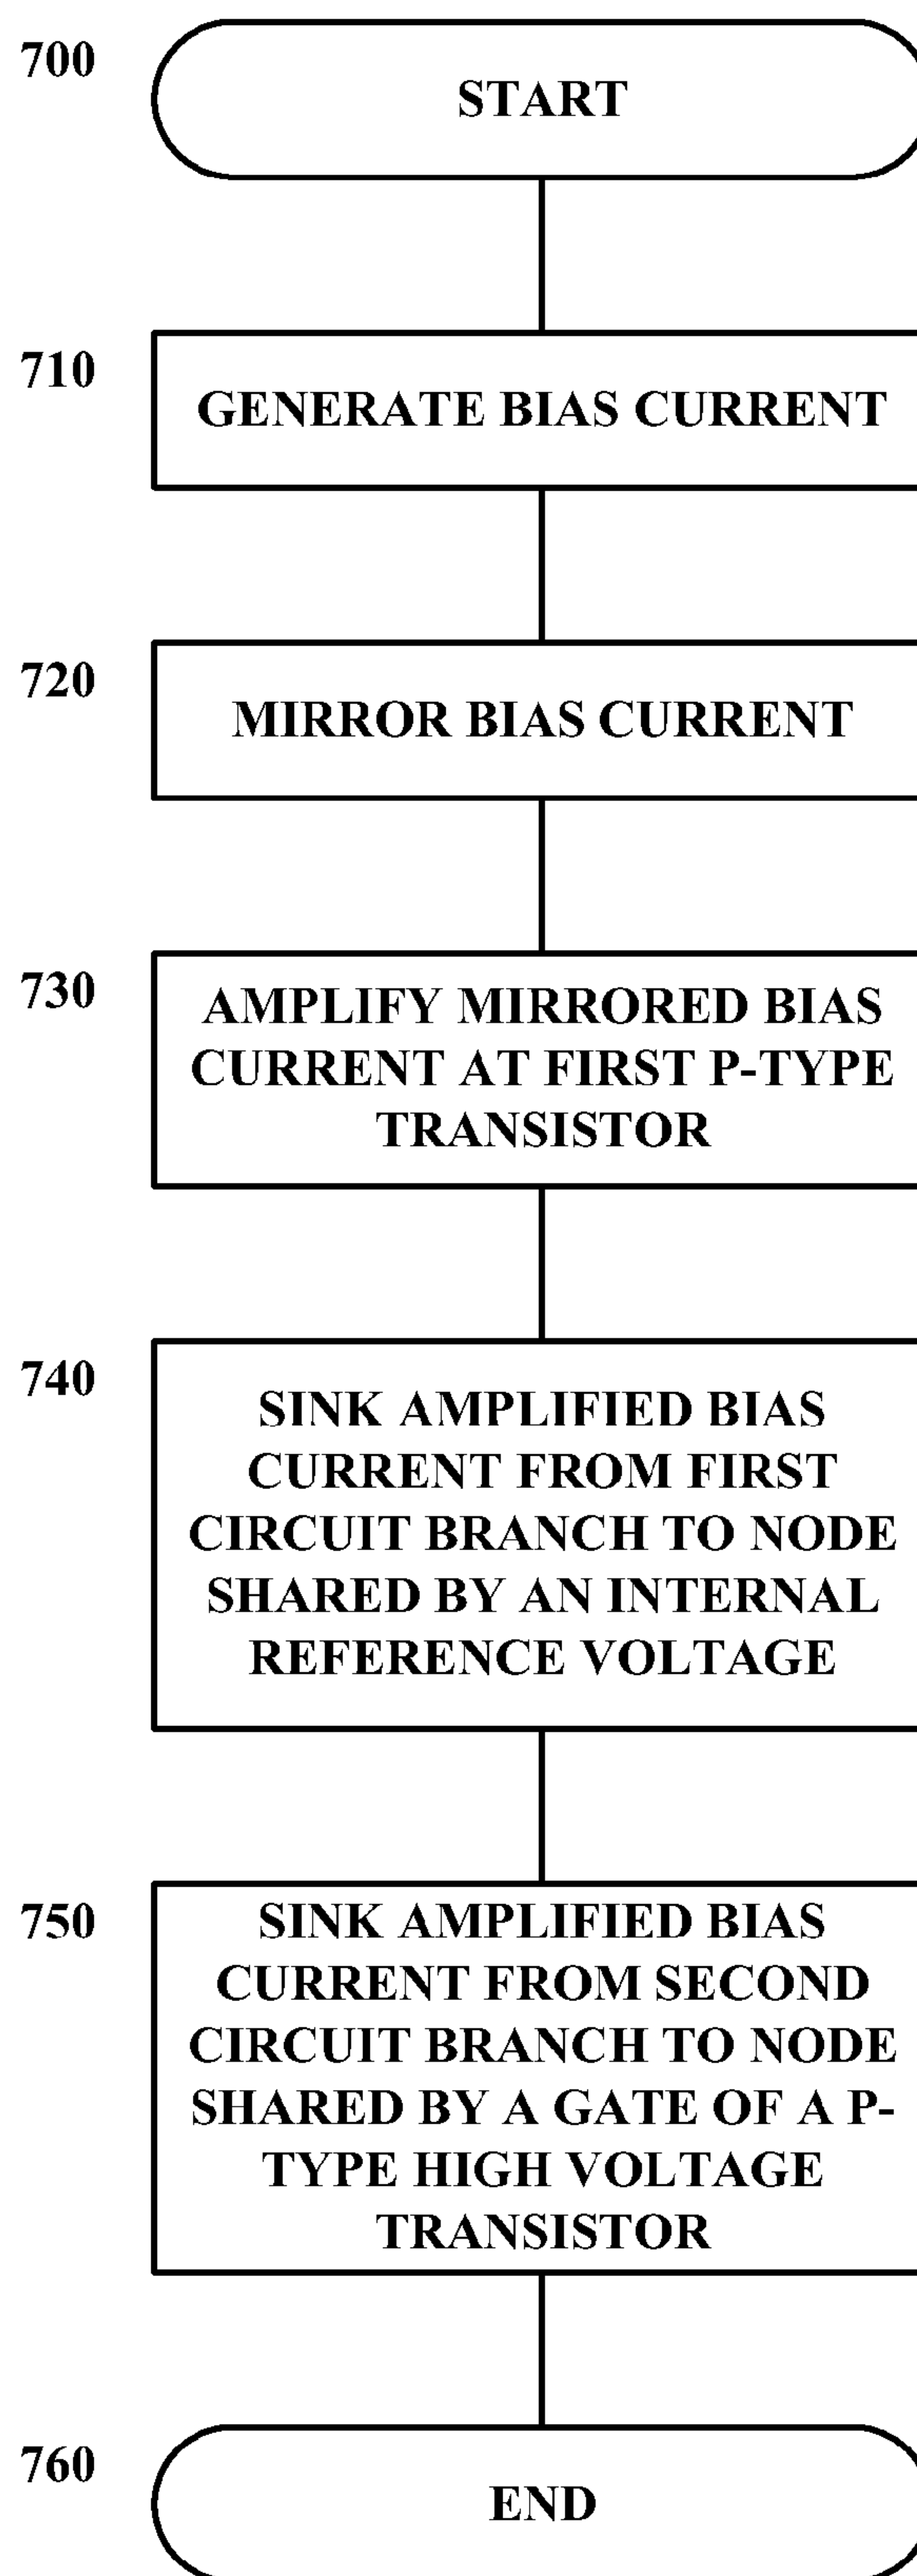 700
START
710
GENERATE BIAS CURRENT
720
MIRROR BIAS CURRENT
730
AMPLIFY MIRRORED BIAS
CURRENT AT FIRST P-TYPE
TRANSISTOR
740
SINK AMPLIFIED BIAS
CURRENT FROM FIRST
CIRCUIT BRANCH TO NODE
SHARED BY AN INTERNAL
REFERENCE VOLTAGE
750
SINK AMPLIFIED BIAS
CURRENT FROM SECOND
CIRCUIT BRANCH TO NODE
SHARED BY A GATE OF A P-
TYPE HIGH VOLTAGE
TRANSISTOR
760
END